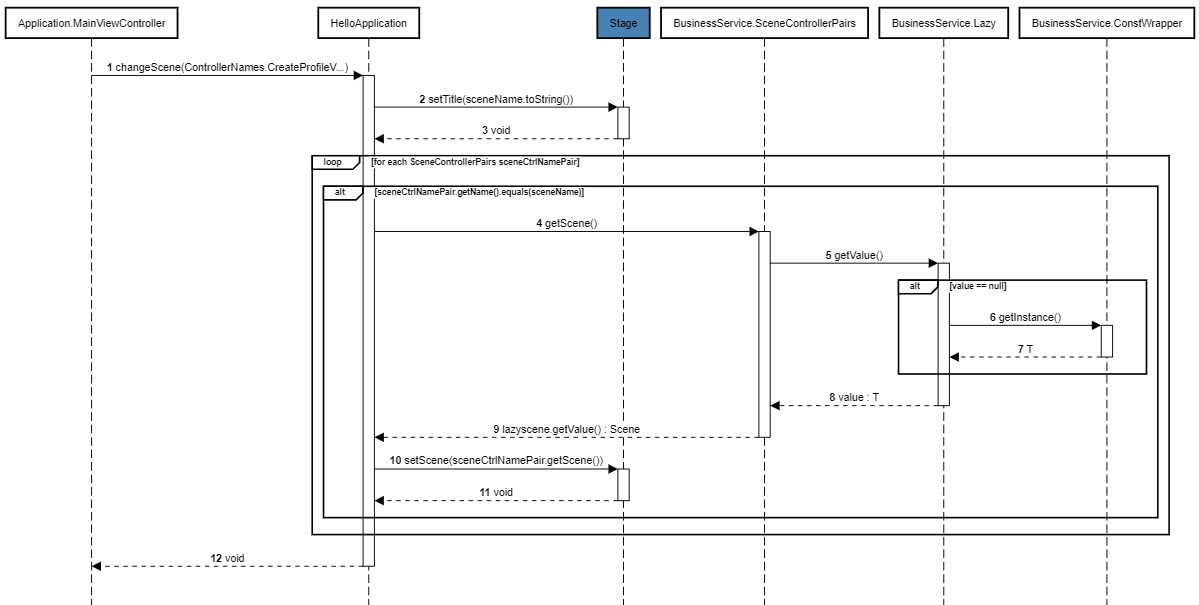 Application.MainViewController
HelloApplication
Stage
BusinessService.SceneControllerPairs
BusinessService.Lazy
BusinessService.ConstWrapper
1 changeScene(ControllerNames.CreateProfileV...)
2 setTitle(sceneName.toString())
3 void
loop
[for each SceneControllerPairs sceneCtrlNamePair]
alt
[sceneCtrlNamePair.getName().equals(sceneName)]
4 getScene()
5 getValue()
alt
[value == null]
6 getInstance()
7 T
8 value : T
9 lazyscene.getValue() : Scene
10 setScene(sceneCtrlNamePair.getScene())
11 void
12 void